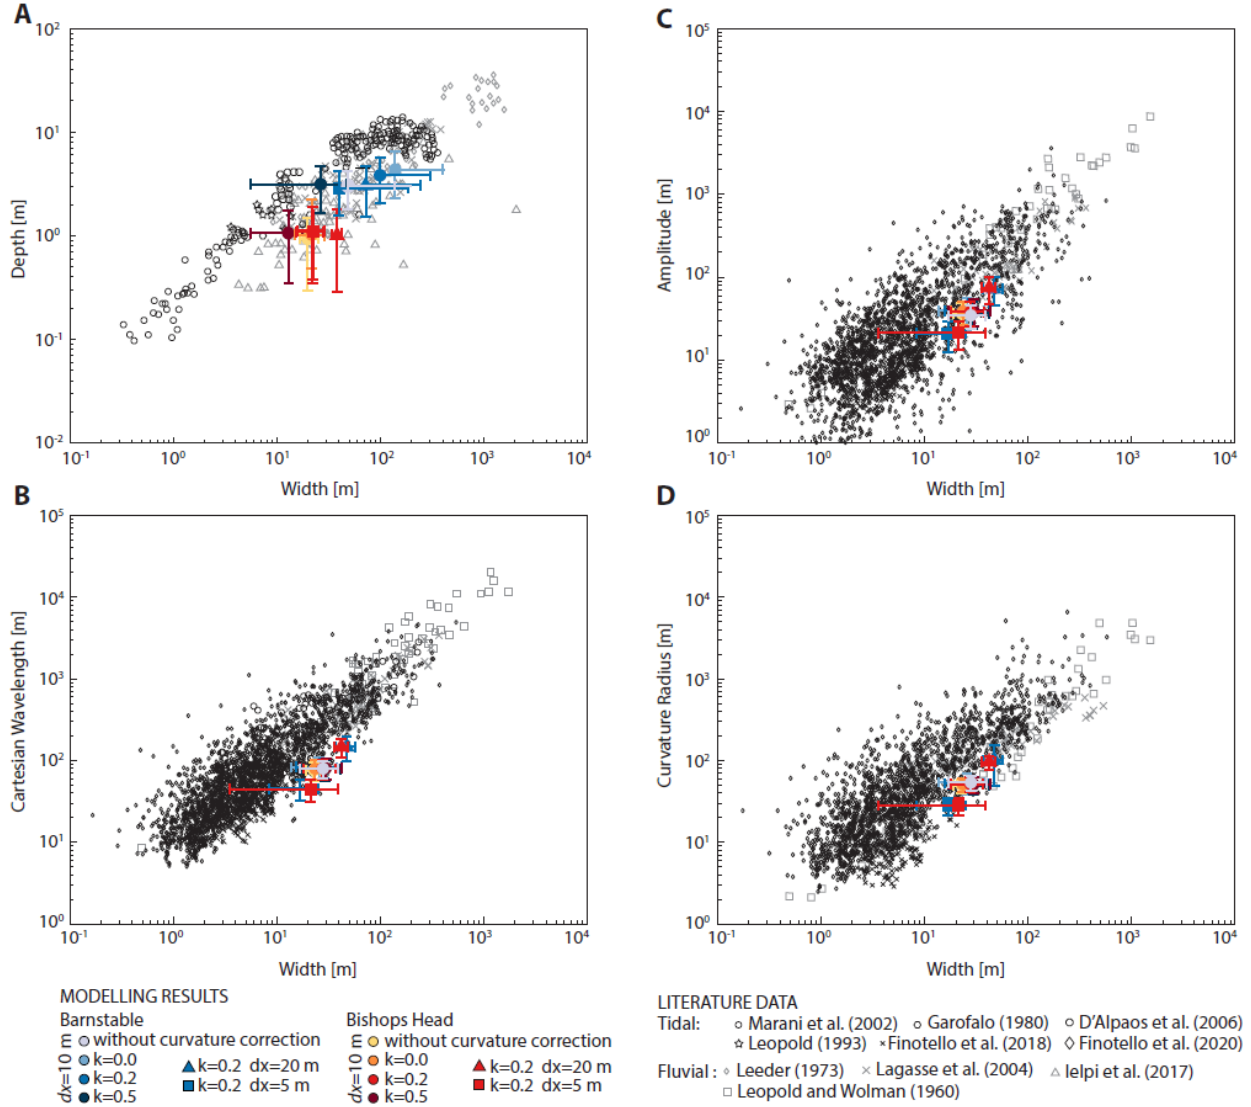 A
10²
10¹
10⁰
10⁻¹
10⁻²
Depth [m]
10⁻¹ 10⁰ 10¹ 10² 10³ 10⁴
Width [m]
C
10⁵
10⁴
10³
10²
10¹
10⁰
Amplitude [m]
10⁻¹ 10⁰ 10¹ 10² 10³ 10⁴
Width [m]
B
10⁵
10⁴
10³
10²
10¹
10⁰
Cartesian Wavelength [m]
10⁻¹ 10⁰ 10¹ 10² 10³ 10⁴
Width [m]
D
10⁵
10⁴
10³
10²
10¹
10⁰
Curvature Radius [m]
10⁻¹ 10⁰ 10¹ 10² 10³ 10⁴
Width [m]
MODELLING RESULTS
Barnstable
dx=10 m
without curvature correction
k=0.0
k=0.2
k=0.5
k=0.2 dx=20 m
k=0.2 dx=5 m
Bishops Head
dx=10 m
without curvature correction
k=0.0
k=0.2
k=0.5
k=0.2 dx=20 m
k=0.2 dx=5 m
LITERATURE DATA
Tidal: Marani et al. (2002) Garofalo (1980) D'Alpaos et al. (2006)
Leopold (1993) Finotello et al. (2018) Finotello et al. (2020)
Fluvial : Leeder (1973) Lagasse et al. (2004) Ielpi et al. (2017)
Leopold and Wolman (1960)